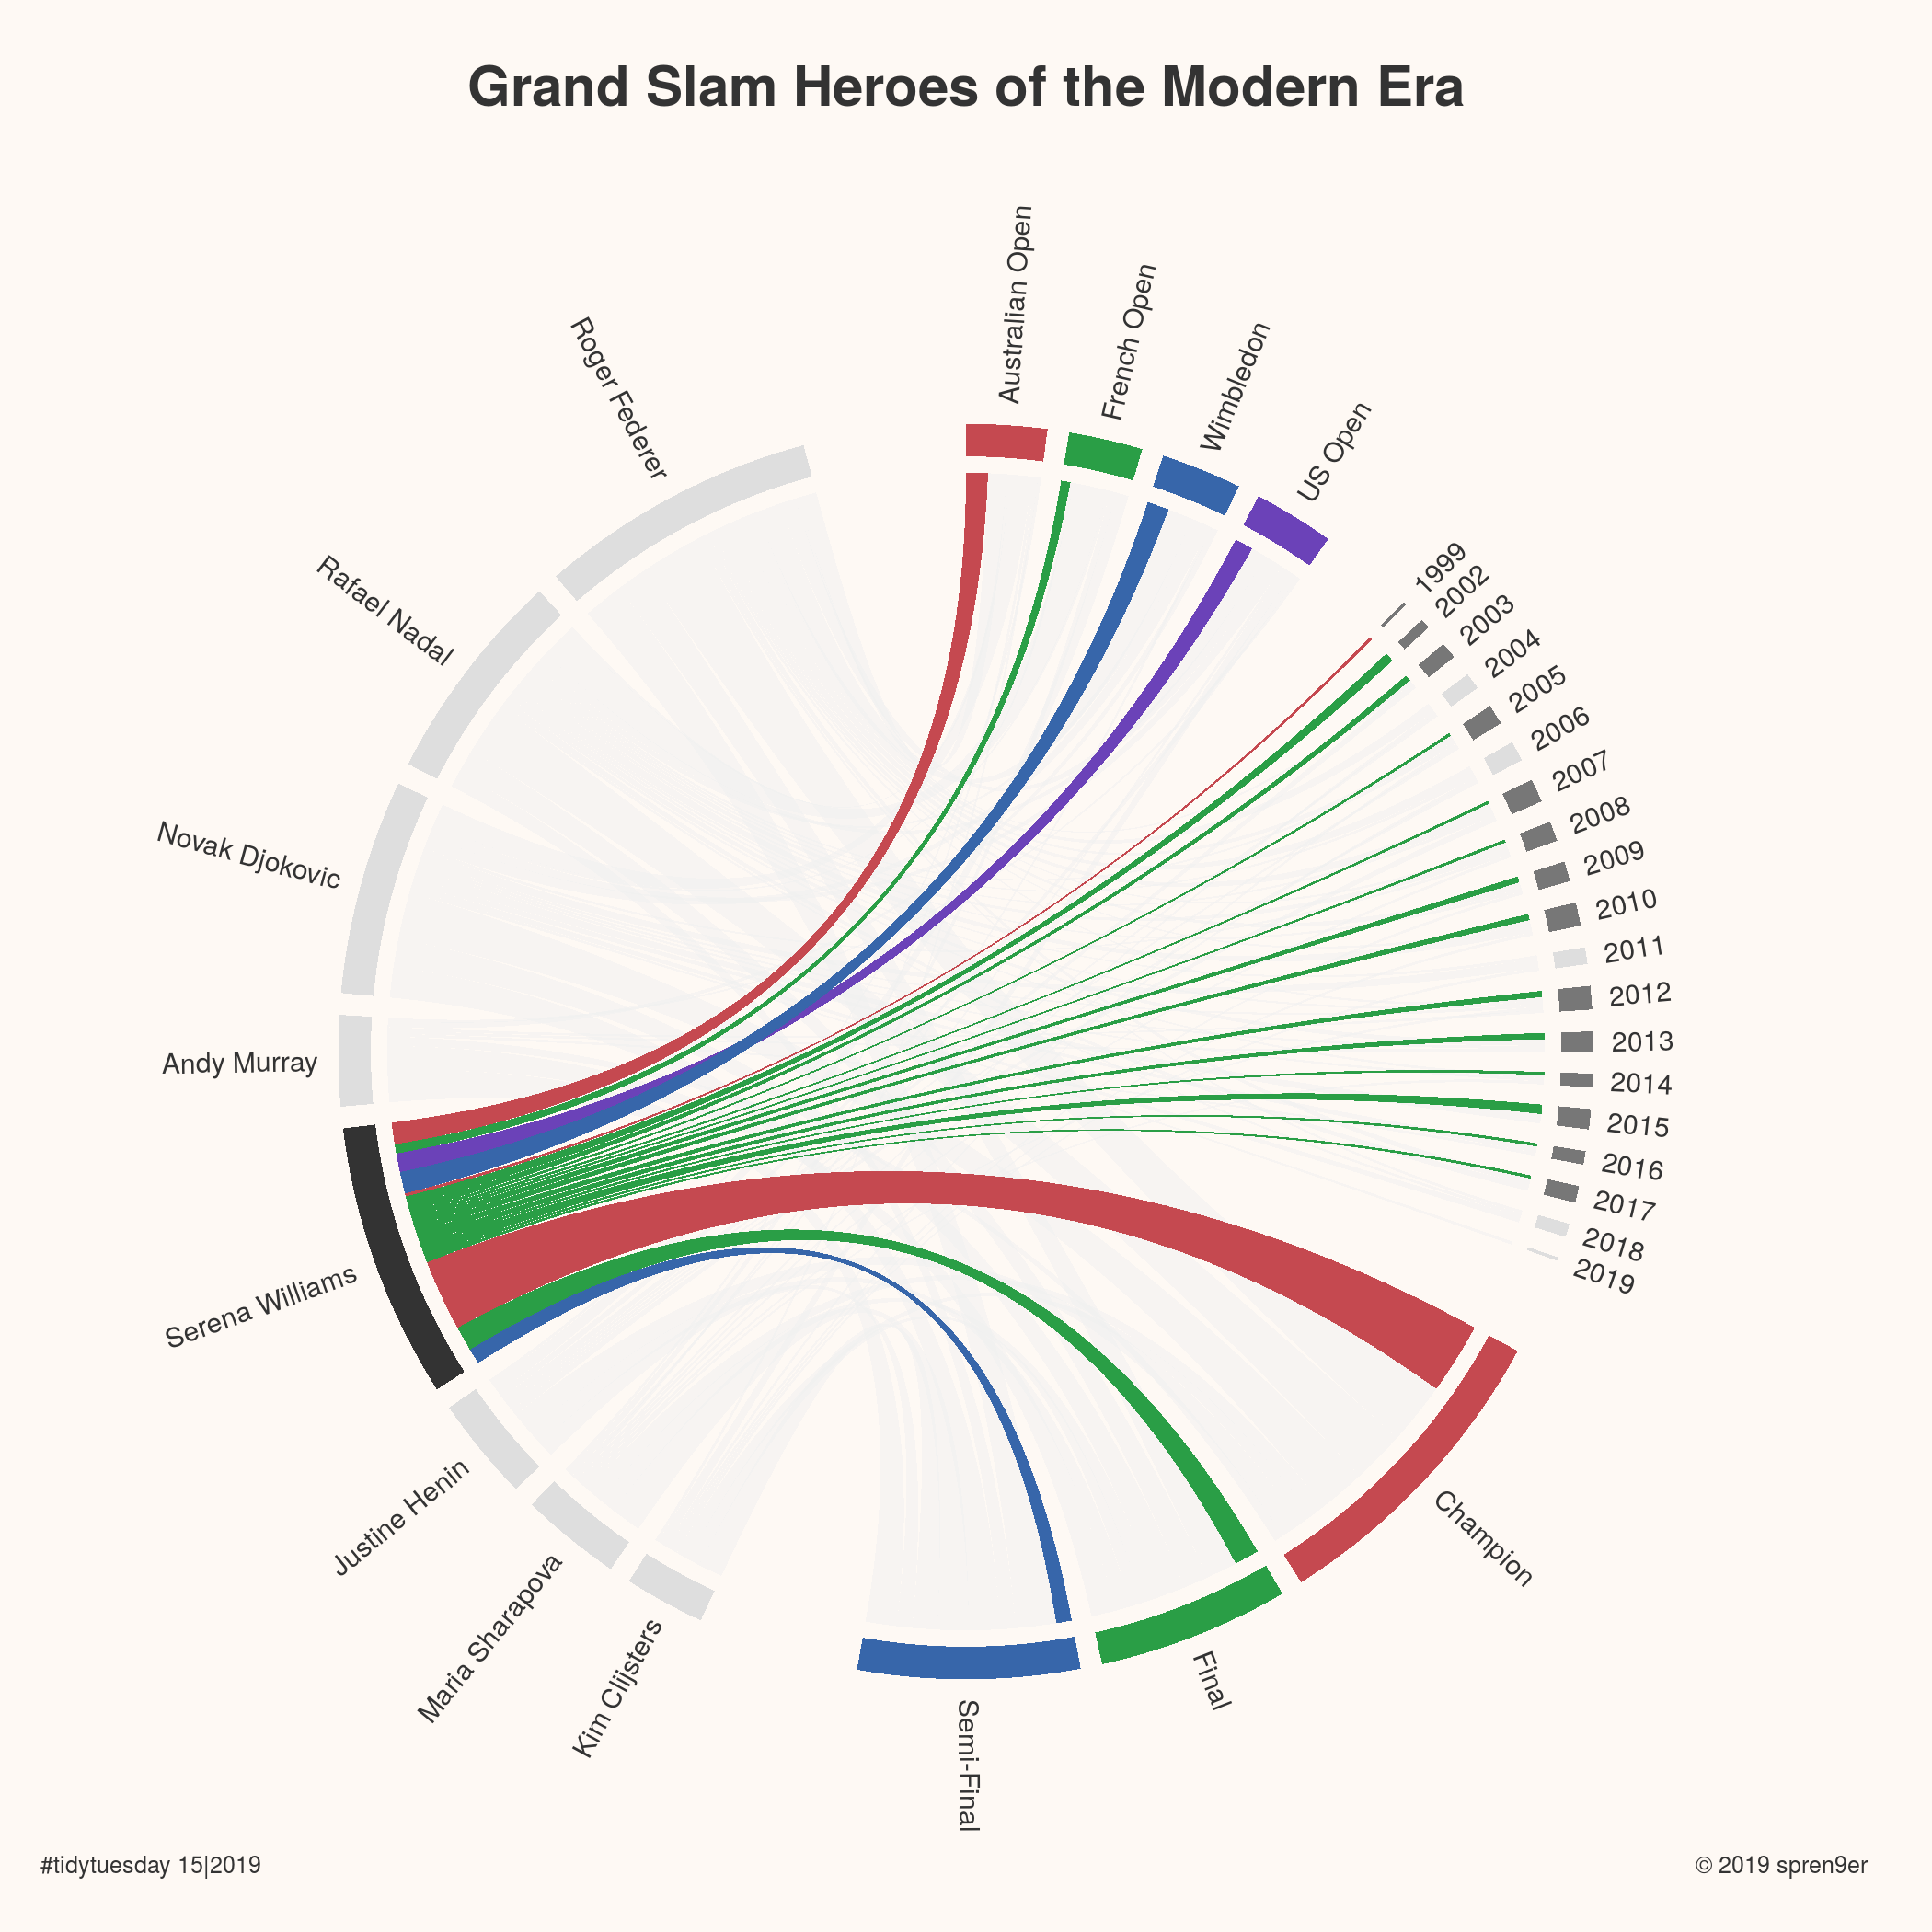 Grand Slam Heroes of the Modern Era
Australian Open
French Open
Wimbledon
US Open
1999
2002
2003
2004
2005
2006
2007
2008
2009
2010
2011
2012
2013
2014
2015
2016
2017
2018
2019
Champion
Final
Semi-Final
Kim Clijsters
Maria Sharapova
Justine Henin
Serena Williams
Andy Murray
Novak Djokovic
Rafael Nadal
Roger Federer
#tidytuesday 15|2019
© 2019 spren9er